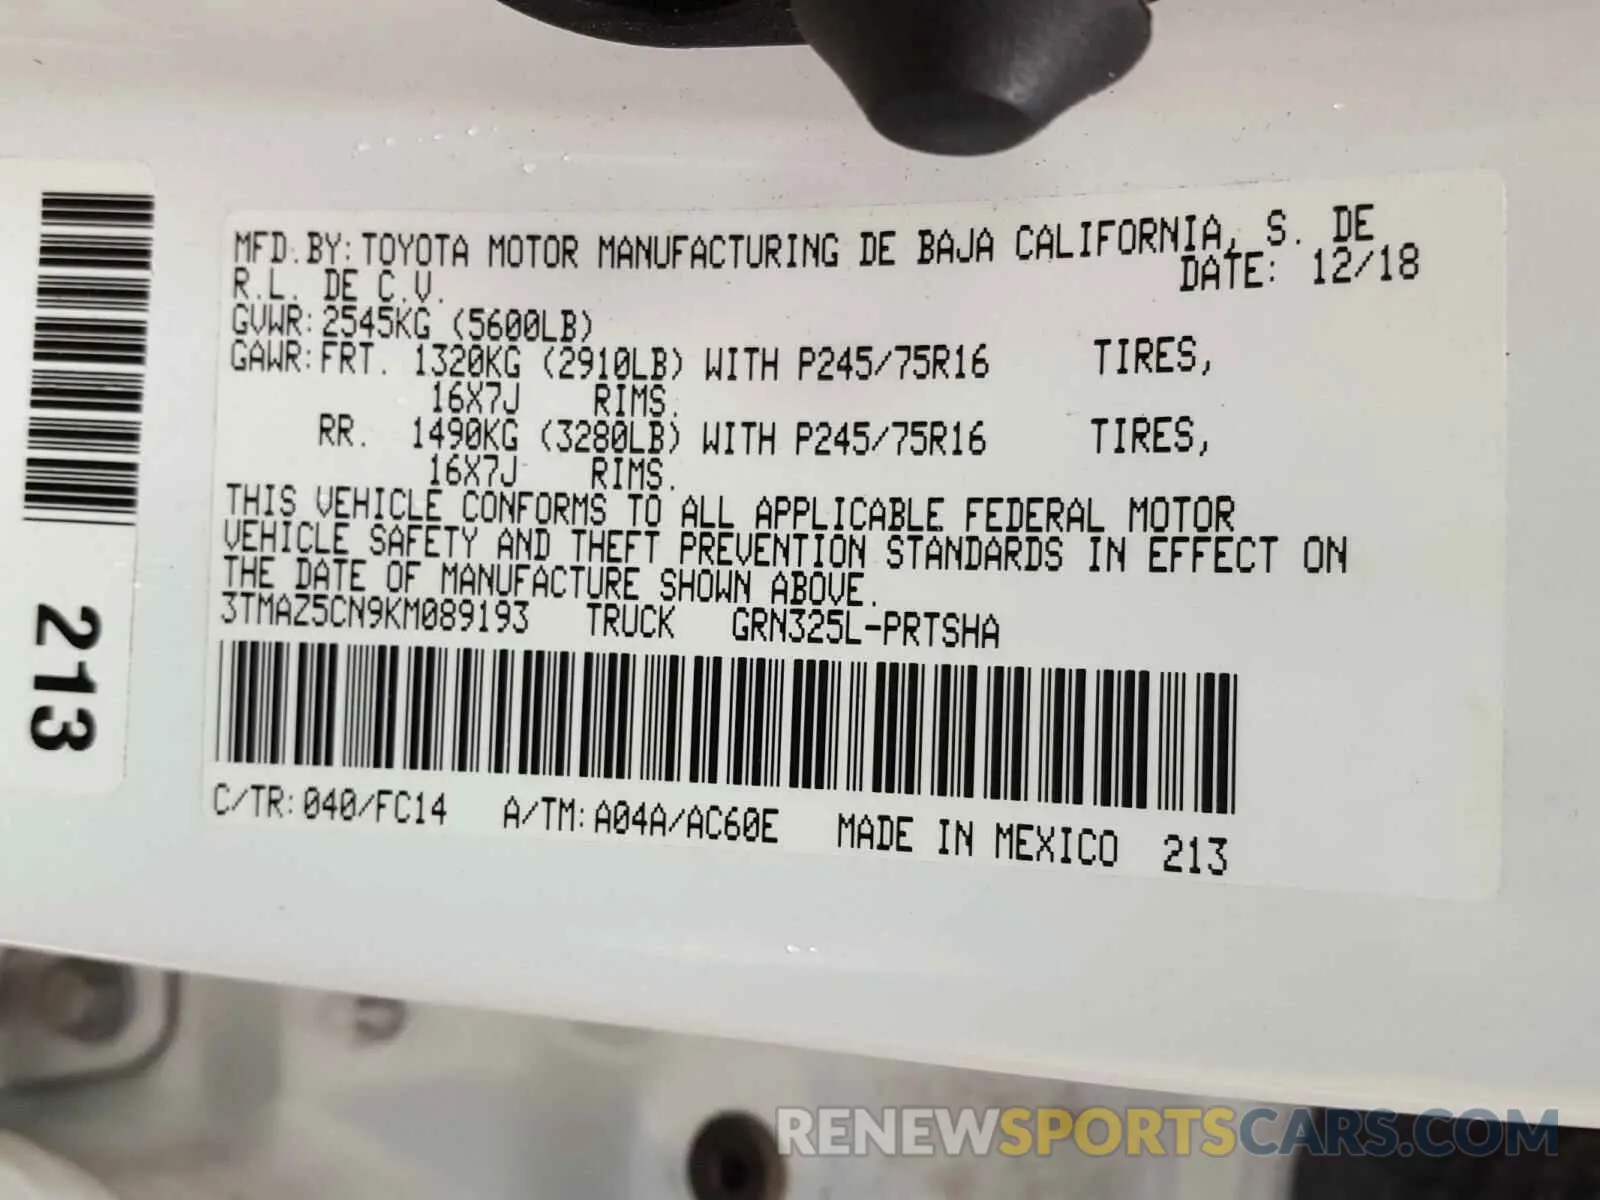 MFD. BY: TOYOTA MOTOR MANUFACTURING DE BAJA CALIFORNIA, S. DE
R.L. DE C.V. DATE: 12/18
GVWR: 2545KG (5600LB)
GAWR: FRT. 1320KG (2910LB) WITH P245/75R16 TIRES,
16X7J RIMS.
RR. 1490KG (3280LB) WITH P245/75R16 TIRES,
16X7J RIMS.
THIS VEHICLE CONFORMS TO ALL APPLICABLE FEDERAL MOTOR
VEHICLE SAFETY AND THEFT PREVENTION STANDARDS IN EFFECT ON
THE DATE OF MANUFACTURE SHOWN ABOVE.
3TMAZ5CN9KM089193 TRUCK GRN325L-PRTSHA
C/TR: 040/FC14 A/TM: A04A/AC60E MADE IN MEXICO 213
213
RENEWSPORTSCARS.COM